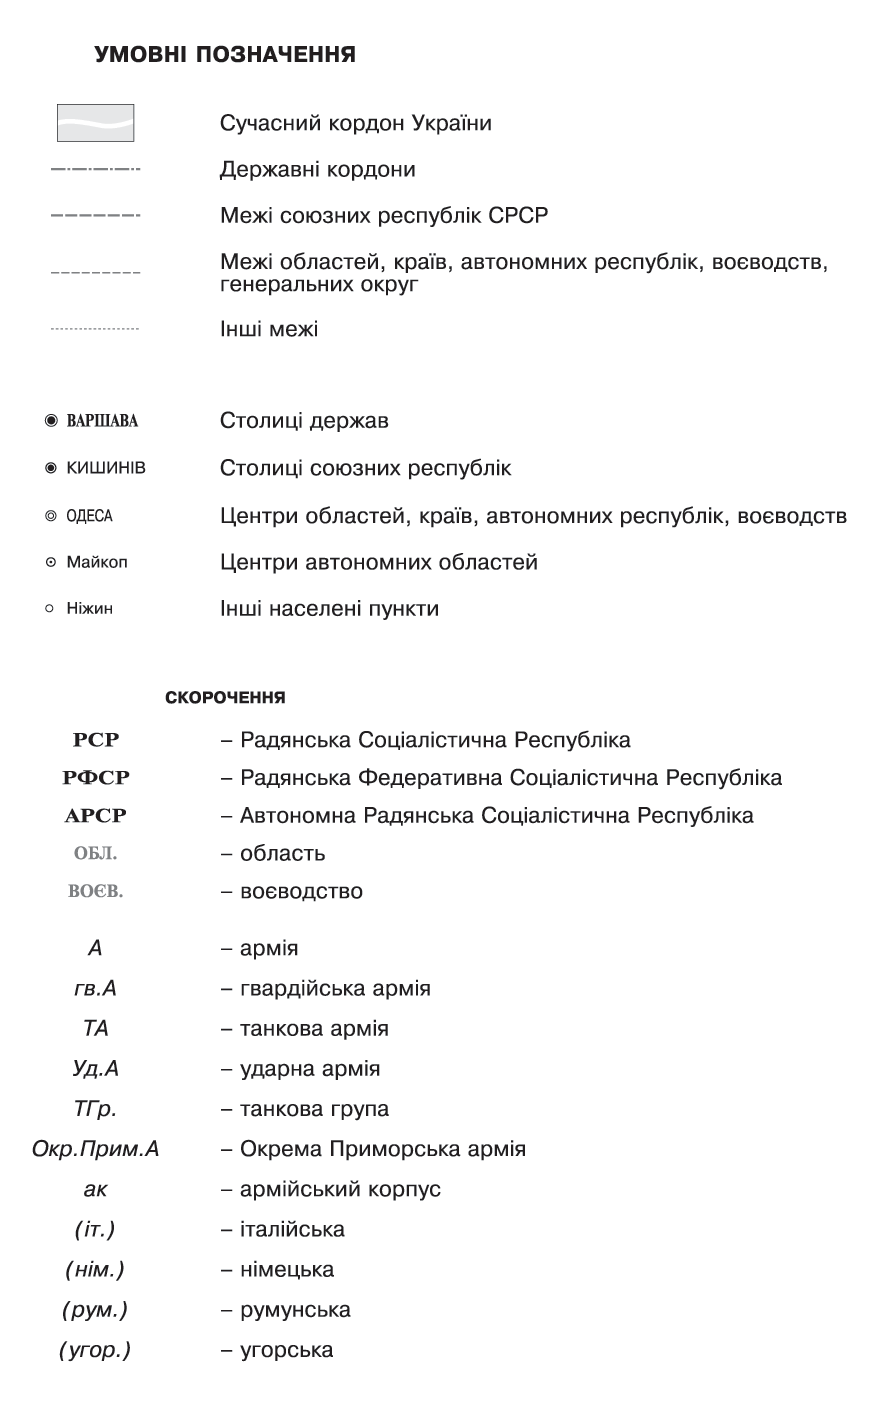 УМОВНІ ПОЗНАЧЕННЯ
Сучасний кордон України
Державні кордони
Межі союзних республік СРСР
Межі областей, країв, автономних республік, воєводств,
генеральних округ
Інші межі
ВАРШАВА Столиці держав
КИШИНІВ Столиці союзних республік
ОДЕСА Центри областей, країв, автономних республік, воєводств
Майкоп Центри автономних областей
Ніжин Інші населені пункти
СКОРОЧЕННЯ
РСР – Радянська Соціалістична Республіка
РФСР – Радянська Федеративна Соціалістична Республіка
АРСР – Автономна Радянська Соціалістична Республіка
ОБЛ. – область
ВОЄВ. – воєводство
А – армія
гв.А – гвардійська армія
ТА – танкова армія
Уд.А – ударна армія
ТГр. – танкова група
Окр.Прим.А – Окрема Приморська армія
ак – армійський корпус
(іт.) – італійська
(нім.) – німецька
(рум.) – румунська
(угор.) – угорська